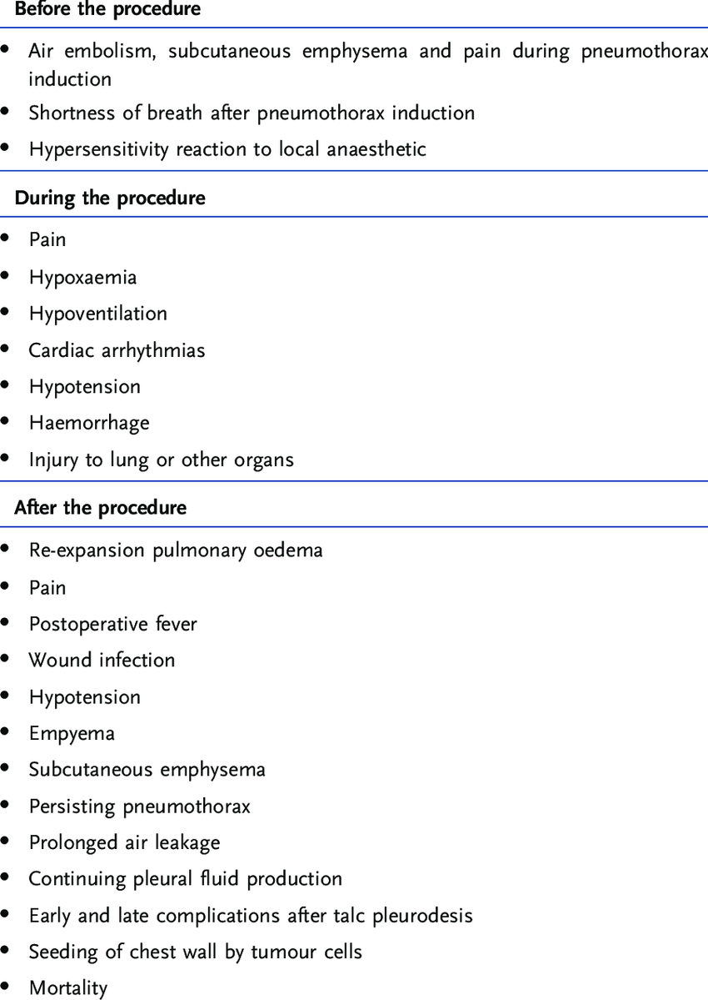 Before the procedure
• Air embolism, subcutaneous emphysema and pain during pneumothorax
induction
• Shortness of breath after pneumothorax induction
• Hypersensitivity reaction to local anaesthetic
During the procedure
• Pain
• Hypoxaemia
• Hypoventilation
• Cardiac arrhythmias
• Hypotension
• Haemorrhage
• Injury to lung or other organs
After the procedure
• Re-expansion pulmonary oedema
• Pain
• Postoperative fever
• Wound infection
• Hypotension
• Empyema
• Subcutaneous emphysema
• Persisting pneumothorax
• Prolonged air leakage
• Continuing pleural fluid production
• Early and late complications after talc pleurodesis
• Seeding of chest wall by tumour cells
• Mortality